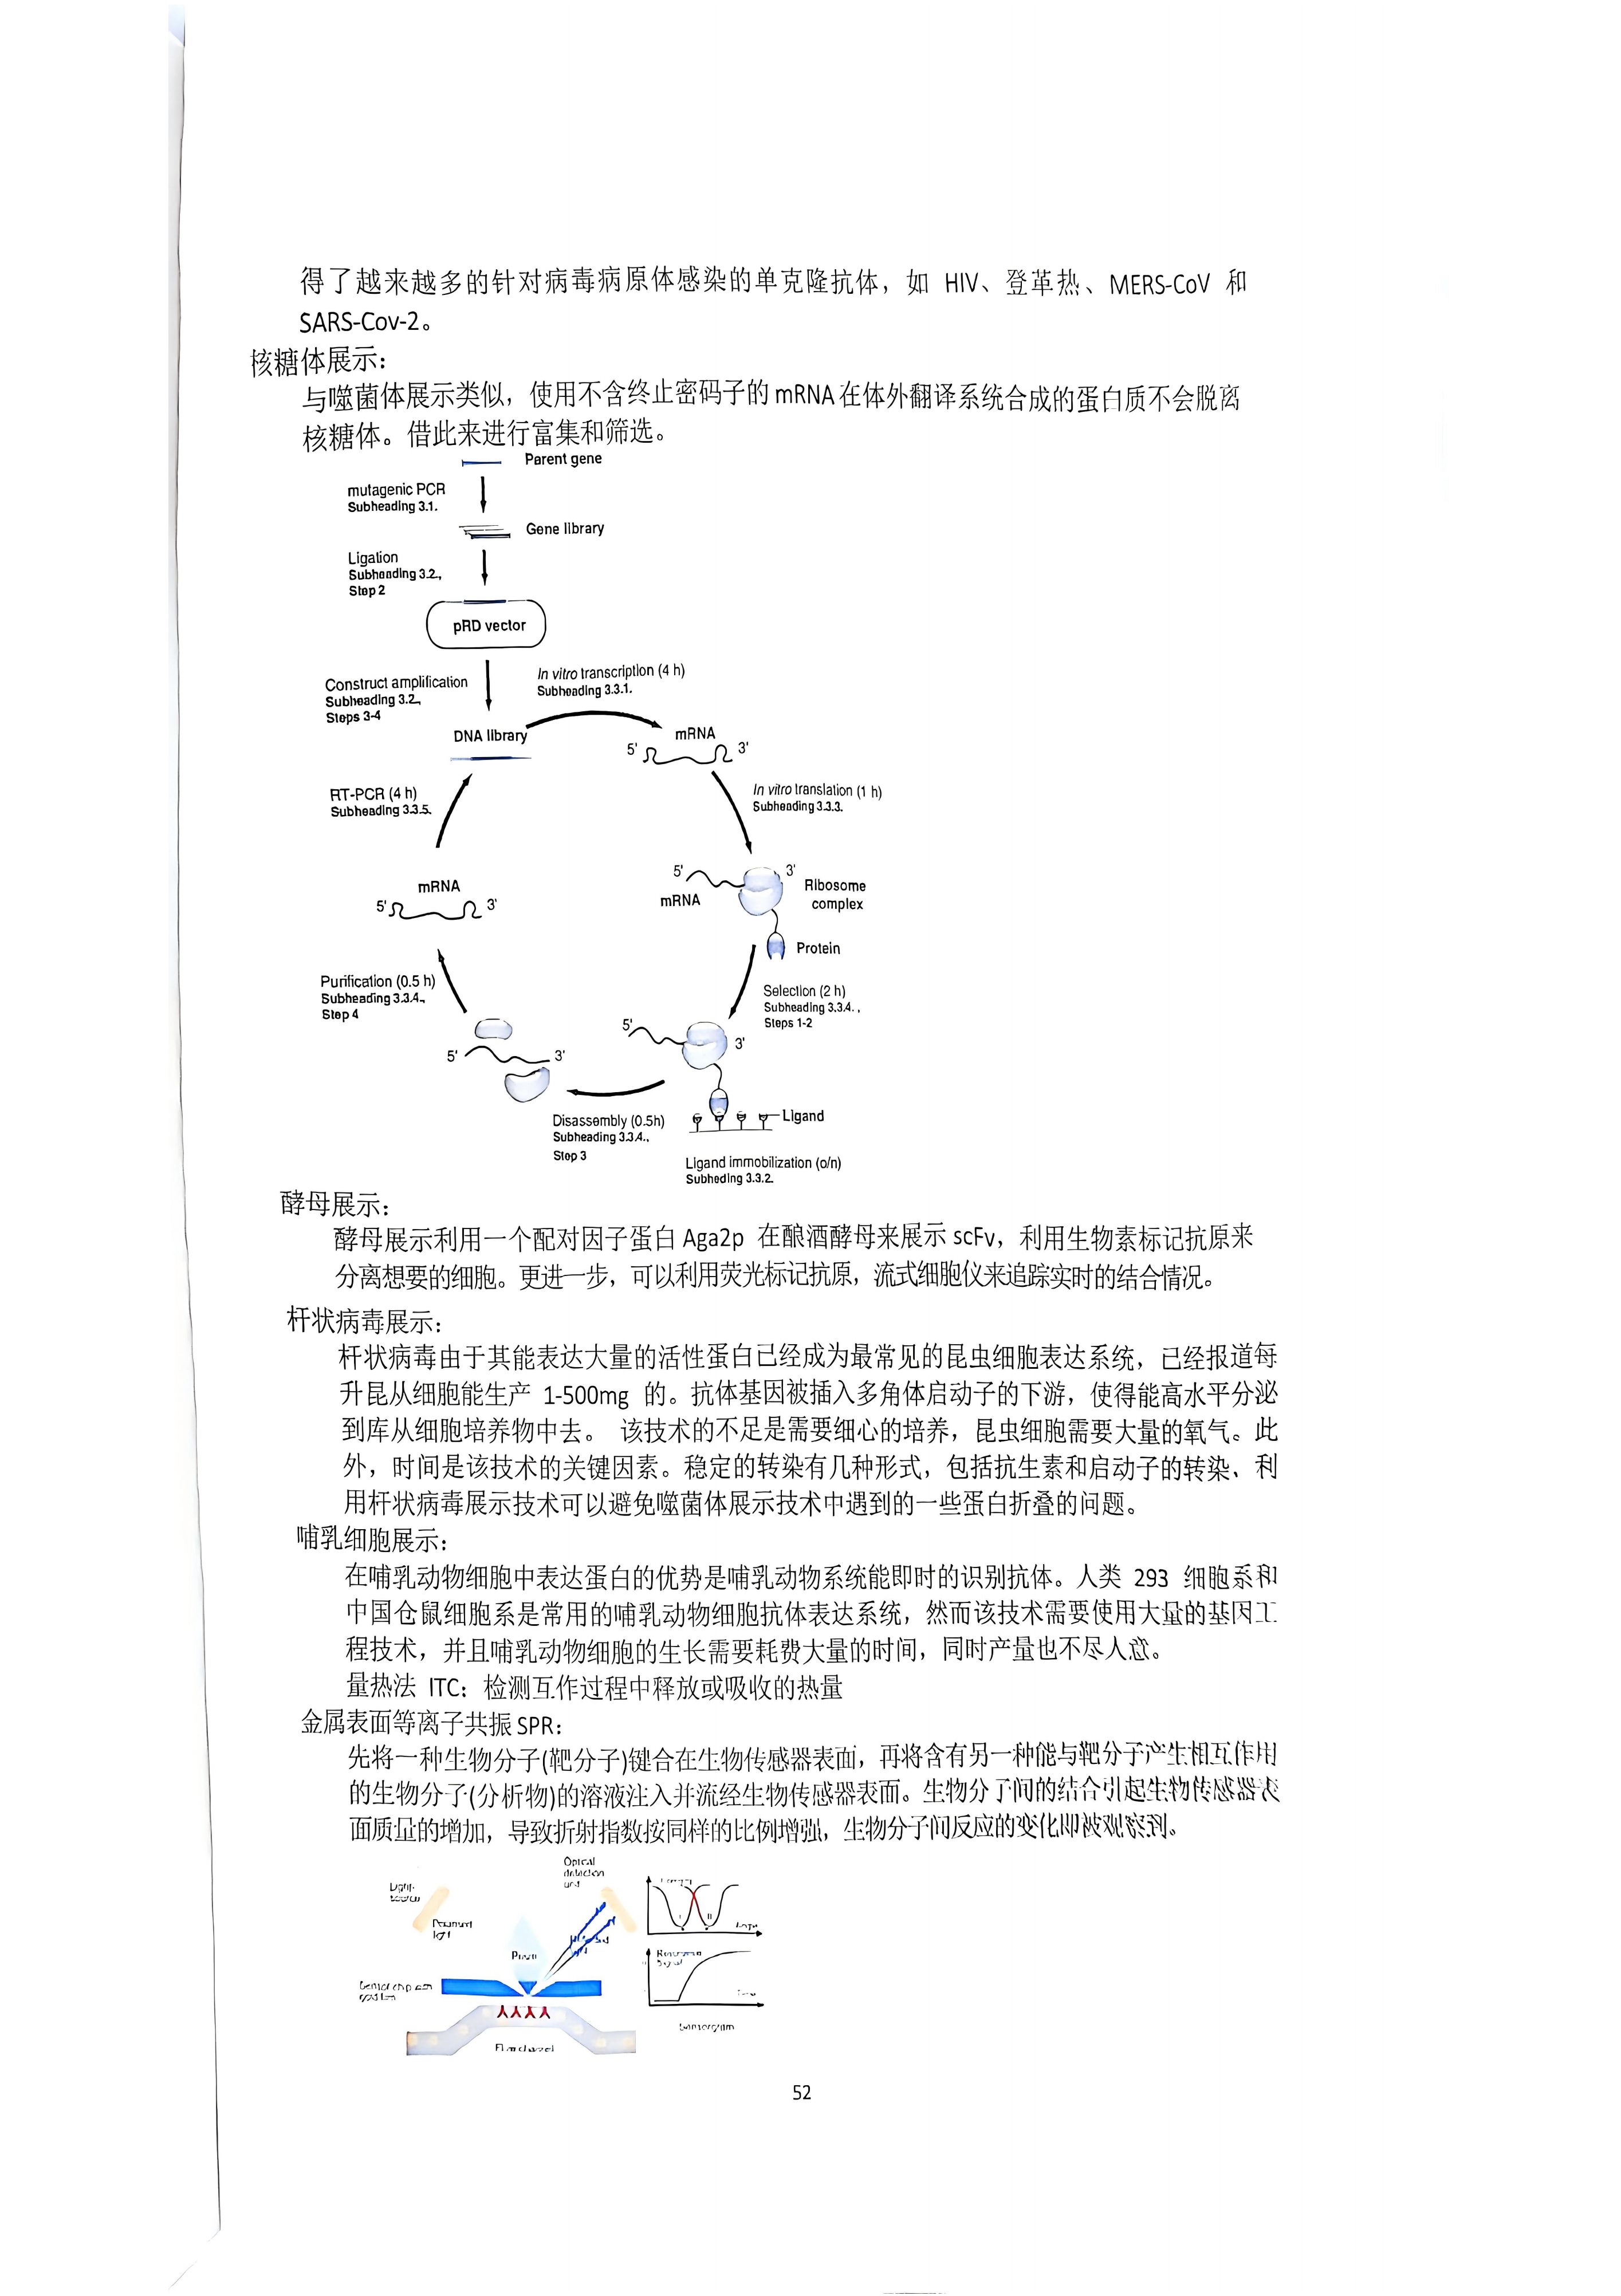 得了越来越多的针对病毒病原体感染的单克隆抗体，如 HIV、登革热、MERS-CoV 和
SARS-Cov-2。
核糖体展示：
与噬菌体展示类似，使用不含终止密码子的 mRNA 在体外翻译系统合成的蛋白质不会脱离
核糖体。借此来进行富集和筛选。
Parent gene
mutagenic PCR
Subheading 3.1.
Gene library
Ligation
Subheading 3.2.,
Step 2
pRD vector
Construct amplification
Subheading 3.2.,
Steps 3-4
In vitro transcription (4 h)
Subheading 3.3.1.
DNA library
mRNA
5' 3'
RT-PCR (4 h)
Subheading 3.3.5.
In vitro translation (1 h)
Subheading 3.3.3.
mRNA
5' 3'
5' 3'
mRNA
Ribosome
complex
Protein
Purification (0.5 h)
Subheading 3.3.4.,
Step 4
Selection (2 h)
Subheading 3.3.4. ,
Steps 1-2
5' 3'
5' 3'
Disassembly (0.5h)
Subheading 3.3.4.,
Step 3
Ligand
Ligand immobilization (o/n)
Subheding 3.3.2.
酵母展示：
酵母展示利用一个配对因子蛋白 Aga2p 在酿酒酵母来展示 scFv，利用生物素标记抗原来
分离想要的细胞。更进一步，可以利用荧光标记抗原，流式细胞仪来追踪实时的结合情况。
杆状病毒展示：
杆状病毒由于其能表达大量的活性蛋白已经成为最常见的昆虫细胞表达系统，已经报道每
升昆从细胞能生产 1-500mg 的。抗体基因被插入多角体启动子的下游，使得能高水平分泌
到库从细胞培养物中去。 该技术的不足是需要细心的培养，昆虫细胞需要大量的氧气。此
外，时间是该技术的关键因素。稳定的转染有几种形式，包括抗生素和启动子的转染、利
用杆状病毒展示技术可以避免噬菌体展示技术中遇到的一些蛋白折叠的问题。
哺乳细胞展示：
在哺乳动物细胞中表达蛋白的优势是哺乳动物系统能即时的识别抗体。人类 293 细胞系和
中国仓鼠细胞系是常用的哺乳动物细胞抗体表达系统，然而该技术需要使用大量的基因工
程技术，并且哺乳动物细胞的生长需要耗费大量的时间，同时产量也不尽人意。
量热法 ITC：检测互作过程中释放或吸收的热量
金属表面等离子共振 SPR：
先将一种生物分子(靶分子)键合在生物传感器表面，再将含有另一种能与靶分子产生相互作用
的生物分子(分析物)的溶液注入并流经生物传感器表面。生物分子间的结合引起生物传感器表
面质量的增加，导致折射指数按同样的比例增强，生物分子间反应的变化即被观察到。
Optical
52